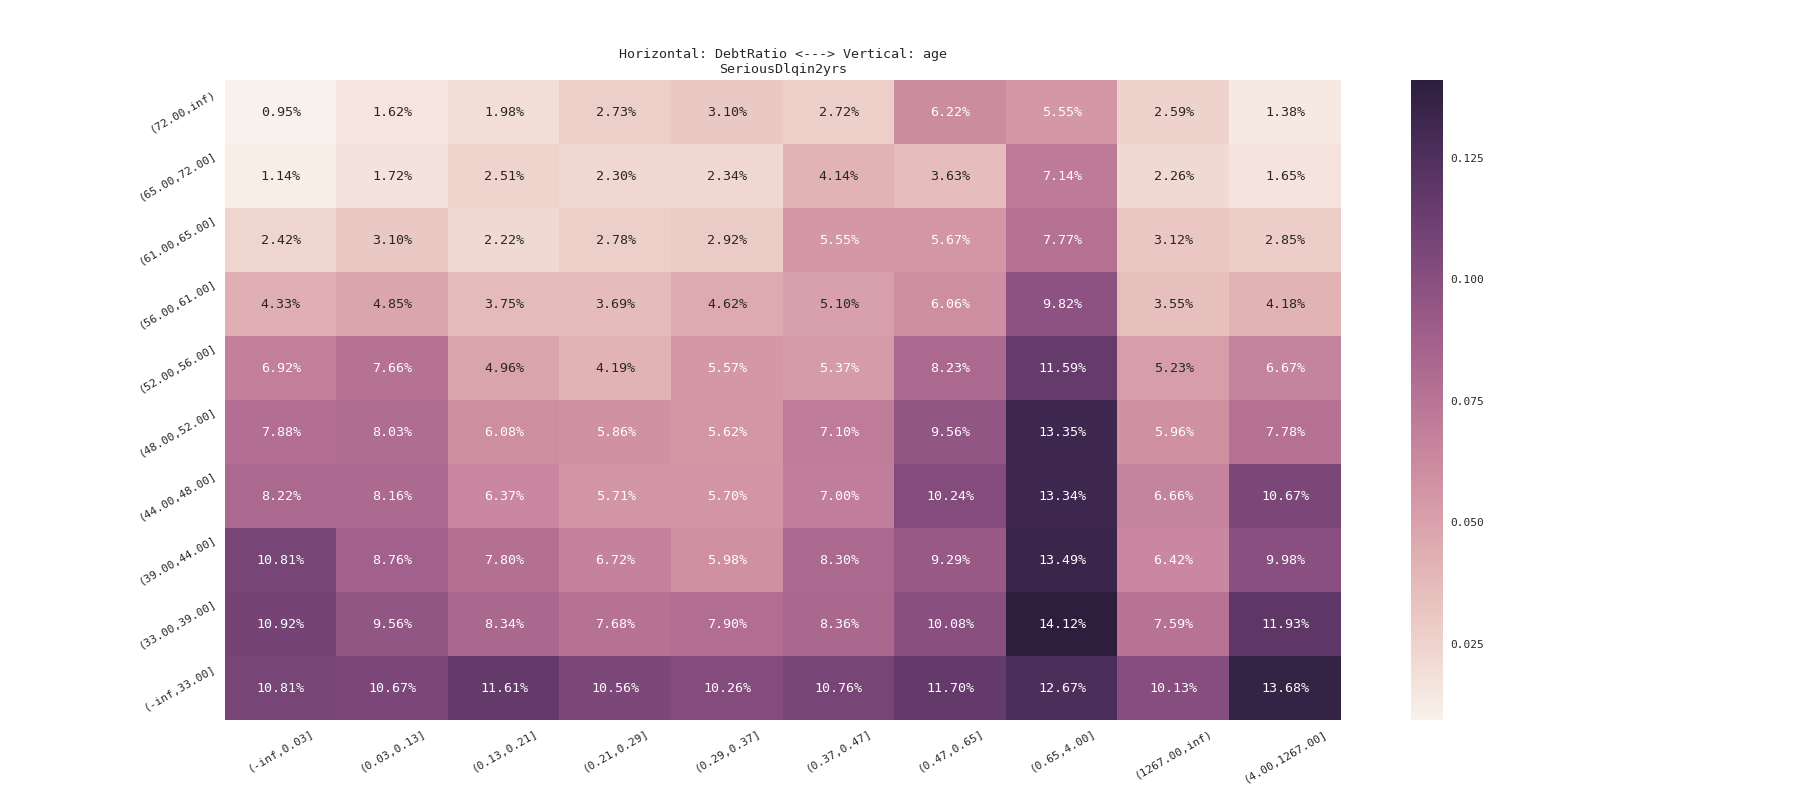 Horizontal: DebtRatio <---> Vertical: age
SeriousDlqin2yrs
(72.00,inf) 0.95% 1.62% 1.98% 2.73% 3.10% 2.72% 6.22% 5.55% 2.59% 1.38%
(65.00,72.00] 1.14% 1.72% 2.51% 2.30% 2.34% 4.14% 3.63% 7.14% 2.26% 1.65% 0.125
(61.00,65.00] 2.42% 3.10% 2.22% 2.78% 2.92% 5.55% 5.67% 7.77% 3.12% 2.85%
(56.00,61.00] 4.33% 4.85% 3.75% 3.69% 4.62% 5.10% 6.06% 9.82% 3.55% 4.18% 0.100
(52.00,56.00] 6.92% 7.66% 4.96% 4.19% 5.57% 5.37% 8.23% 11.59% 5.23% 6.67%
(48.00,52.00] 7.88% 8.03% 6.08% 5.86% 5.62% 7.10% 9.56% 13.35% 5.96% 7.78% 0.075
(44.00,48.00] 8.22% 8.16% 6.37% 5.71% 5.70% 7.00% 10.24% 13.34% 6.66% 10.67% 0.050
(39.00,44.00] 10.81% 8.76% 7.80% 6.72% 5.98% 8.30% 9.29% 13.49% 6.42% 9.98%
(33.00,39.00] 10.92% 9.56% 8.34% 7.68% 7.90% 8.36% 10.08% 14.12% 7.59% 11.93% 0.025
(-inf,33.00] 10.81% 10.67% 11.61% 10.56% 10.26% 10.76% 11.70% 12.67% 10.13% 13.68%
(-inf,0.03] (0.03,0.13] (0.13,0.21] (0.21,0.29] (0.29,0.37] (0.37,0.47] (0.47,0.65] (0.65,4.00] (1267.00,inf) (4.00,1267.00]